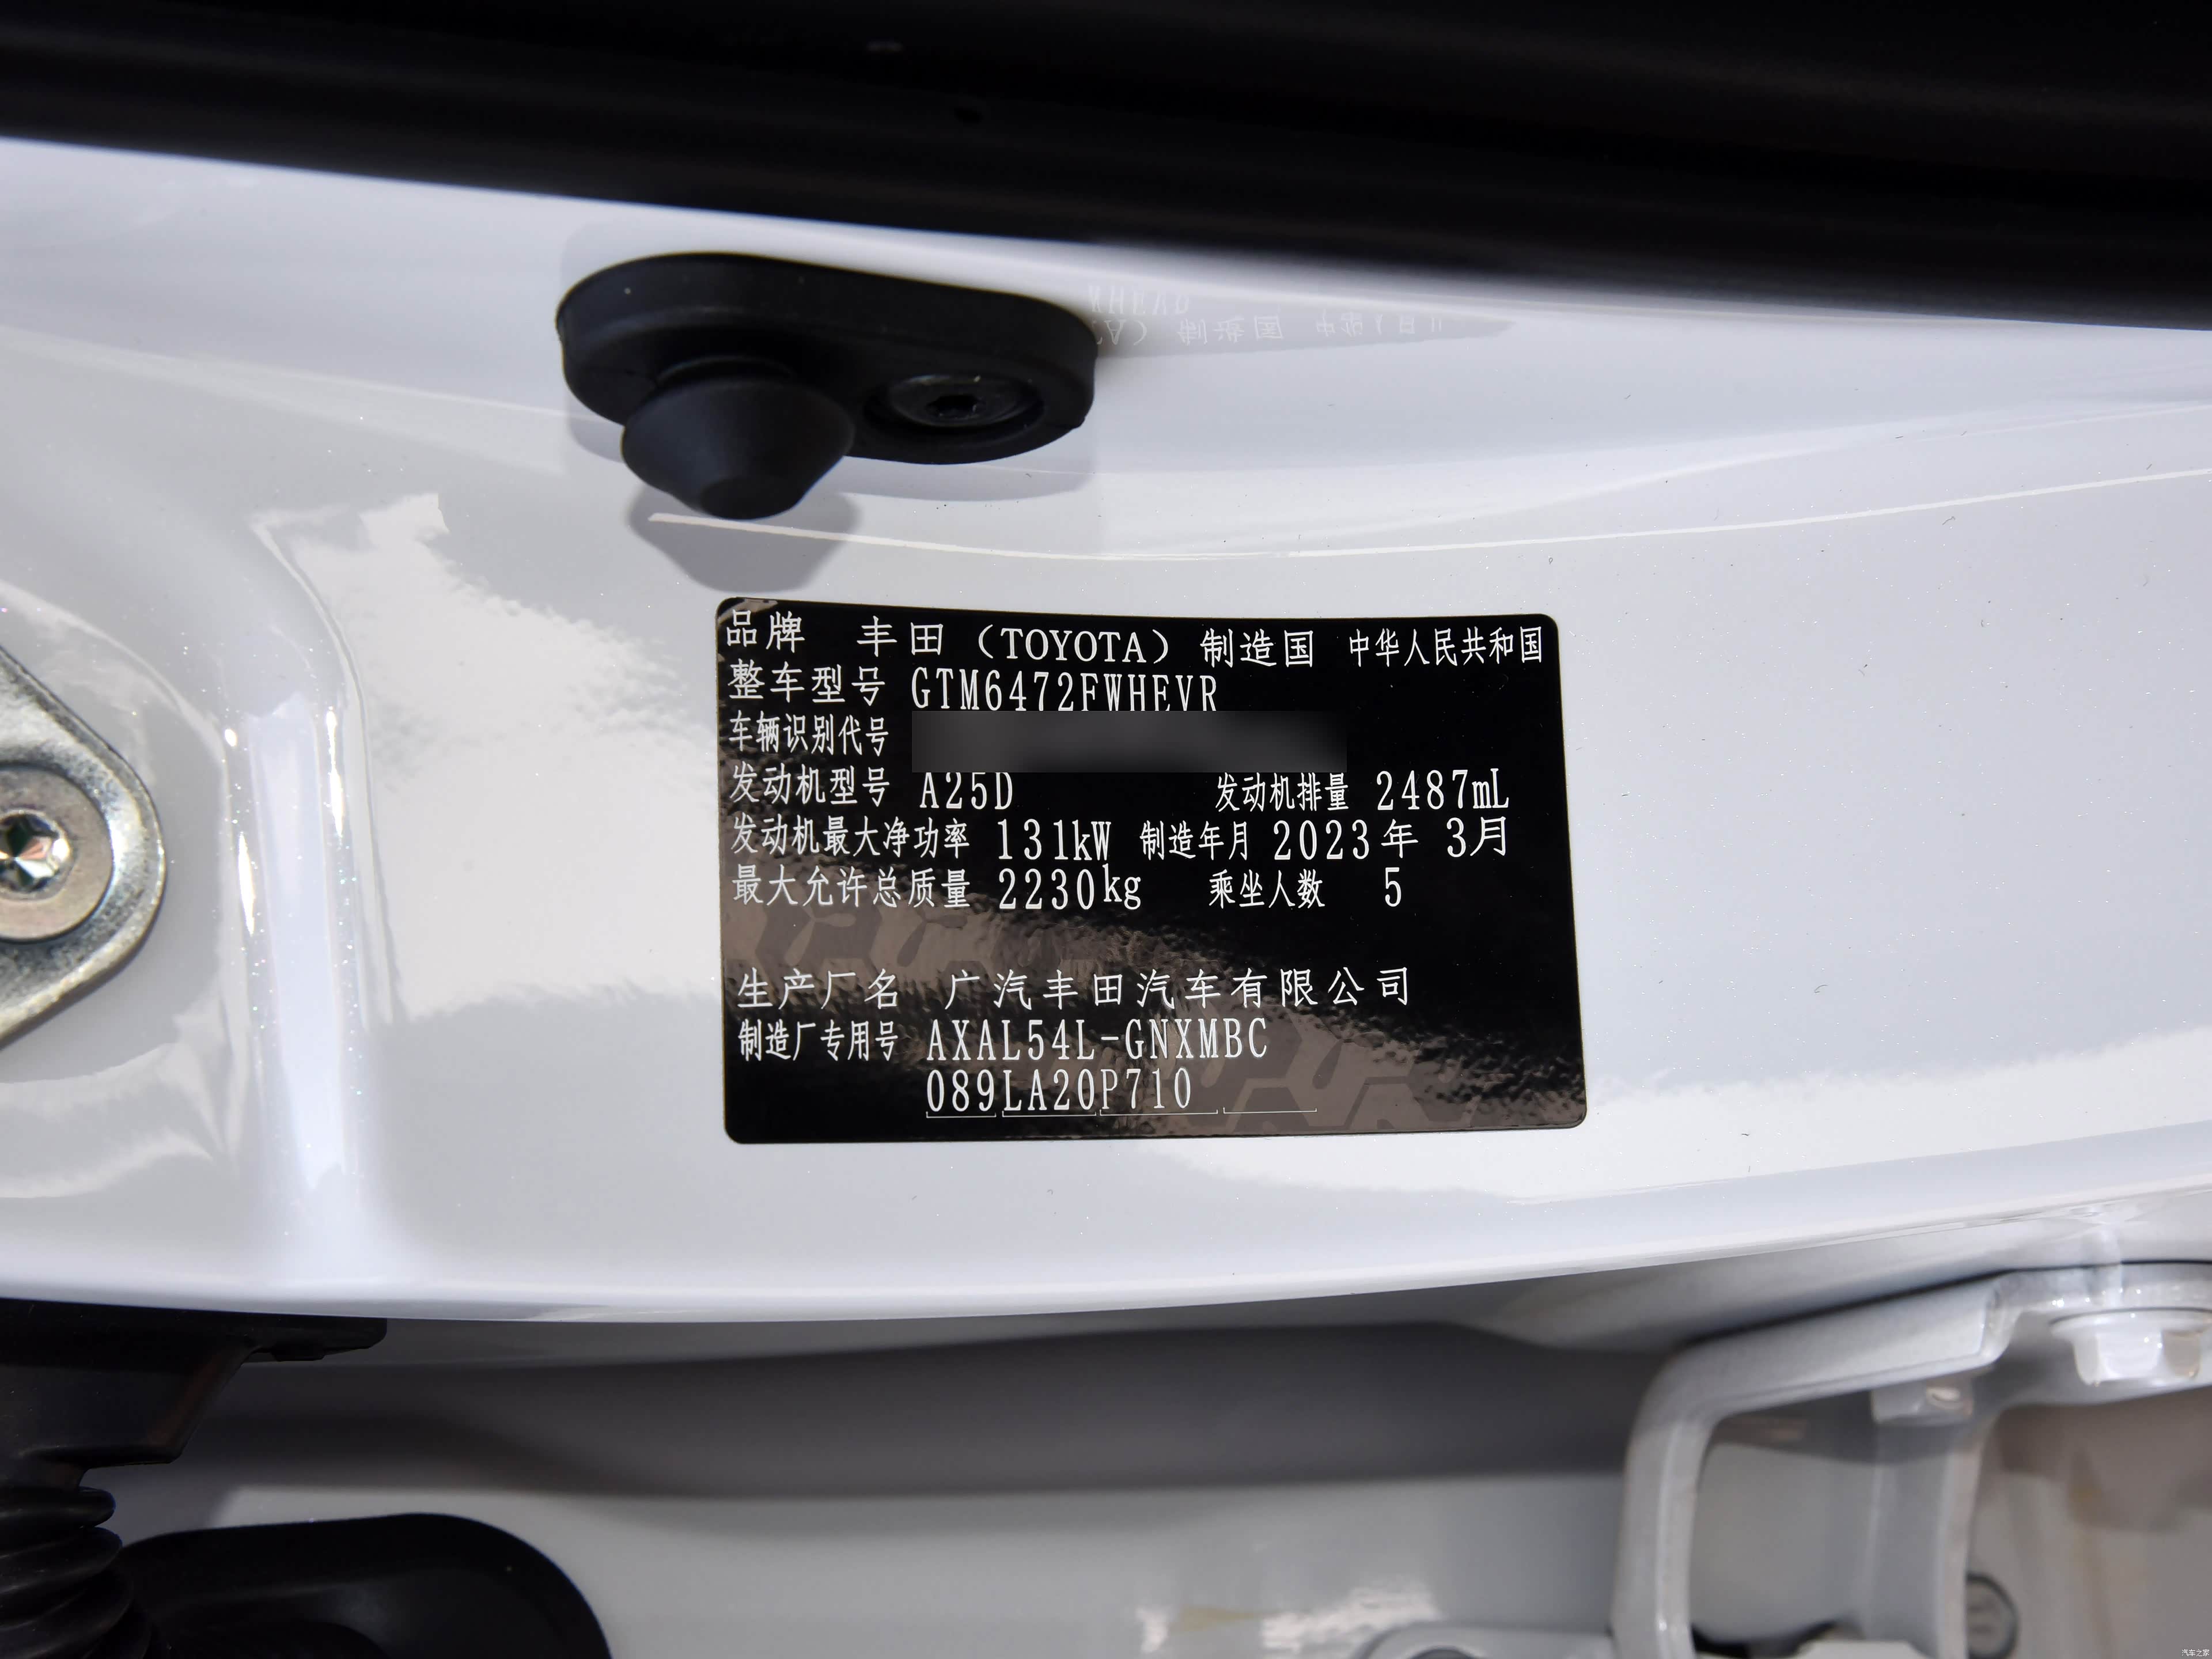 品牌 丰田（TOYOTA）制造国 中华人民共和国
整车型号 GTM6472FWHEVR
车辆识别代号
发动机型号 A25D 发动机排量 2487mL
发动机最大净功率 131kW 制造年月 2023年 3月
最大允许总质量 2230kg 乘坐人数 5
生产厂名 广汽丰田汽车有限公司
制造厂专用号 AXAL54L-GNXMBC
089LA20P710
汽车之家